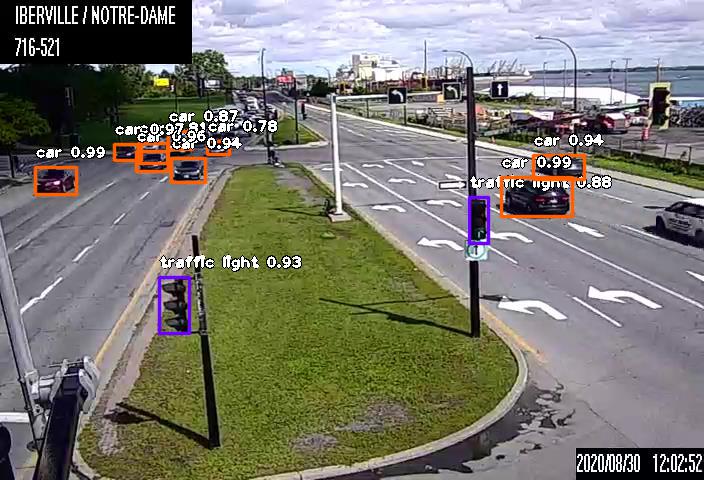 IBERVILLE / NOTRE-DAME
716-521
car 0.87
car 0.78
car 0.94
car 0.99
car 0.94
car 0.99
traffic light 0.88
traffic light 0.93
2020/08/30 12:02:52